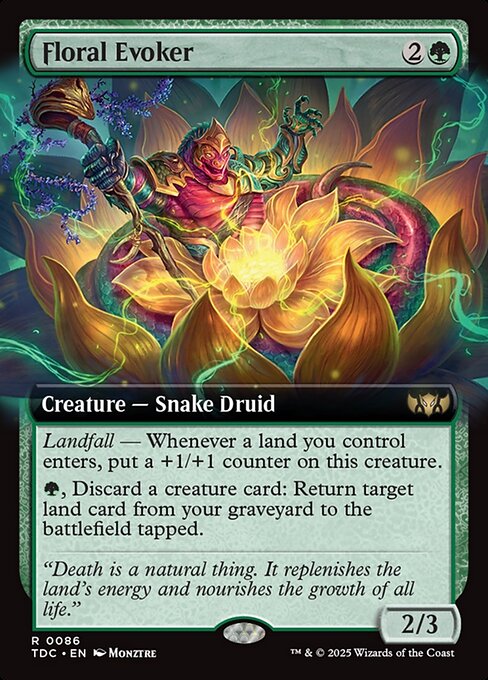 Floral Evoker 2
Creature — Snake Druid
Landfall — Whenever a land you control
enters, put a +1/+1 counter on this creature.
, Discard a creature card: Return target
land card from your graveyard to the
battlefield tapped.
“Death is a natural thing. It replenishes the
land’s energy and nourishes the growth of all
life.”
2/3
R 0086
TDC • EN Monztre
™ & © 2025 Wizards of the Coast